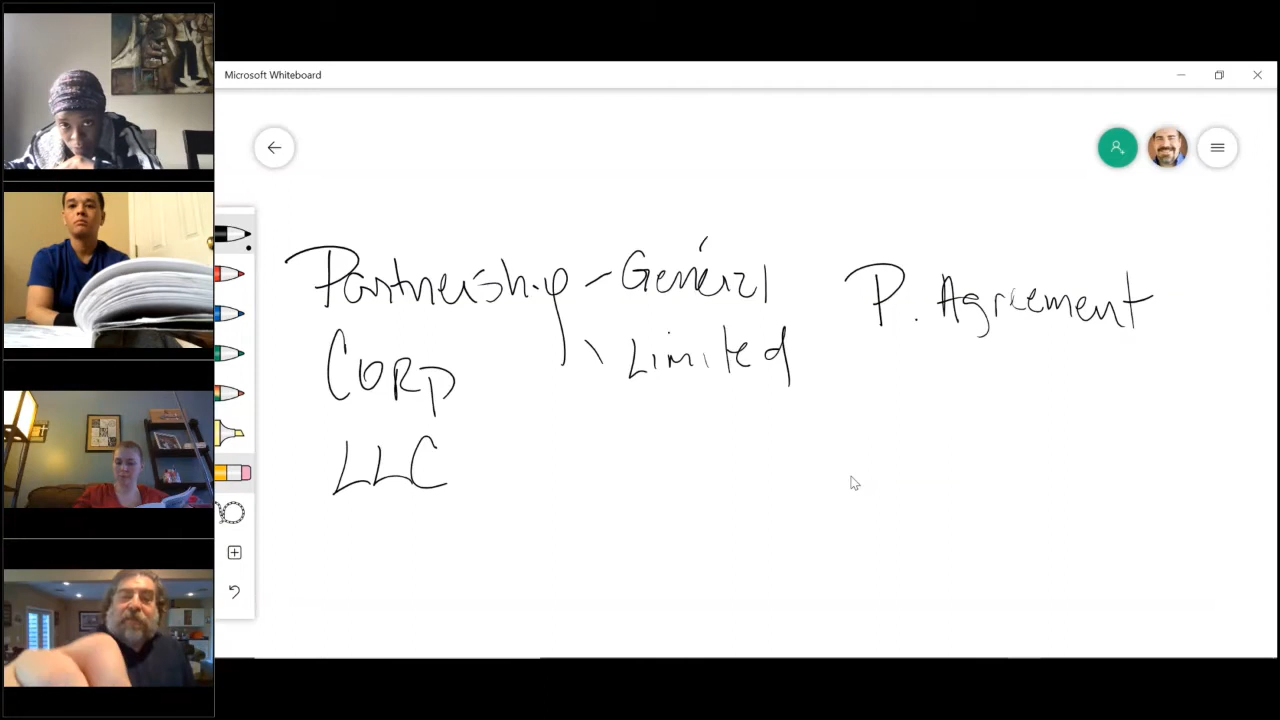 Microsoft Whiteboard
Partnership - General P. Agreement
Limited
CORP
LLC